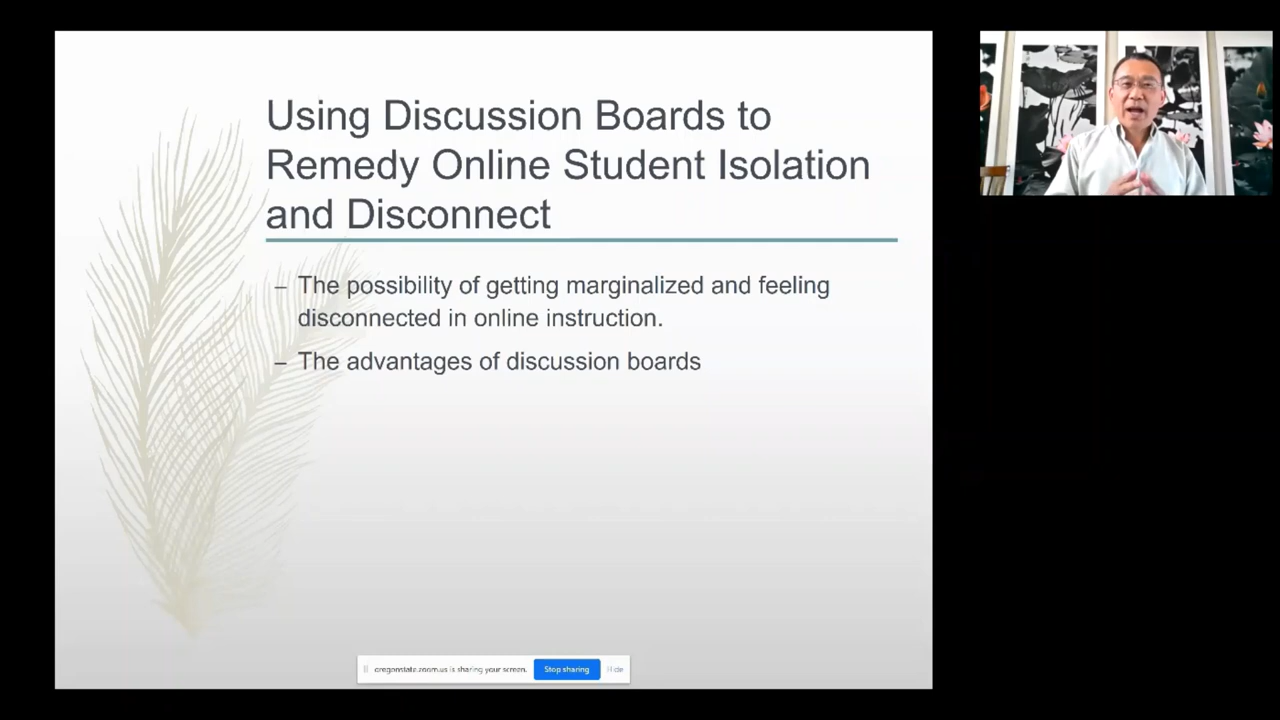 Using Discussion Boards to
Remedy Online Student Isolation
and Disconnect
– The possibility of getting marginalized and feeling
disconnected in online instruction.
– The advantages of discussion boards
oregonstate.zoom.us is sharing your screen. Stop sharing Hide